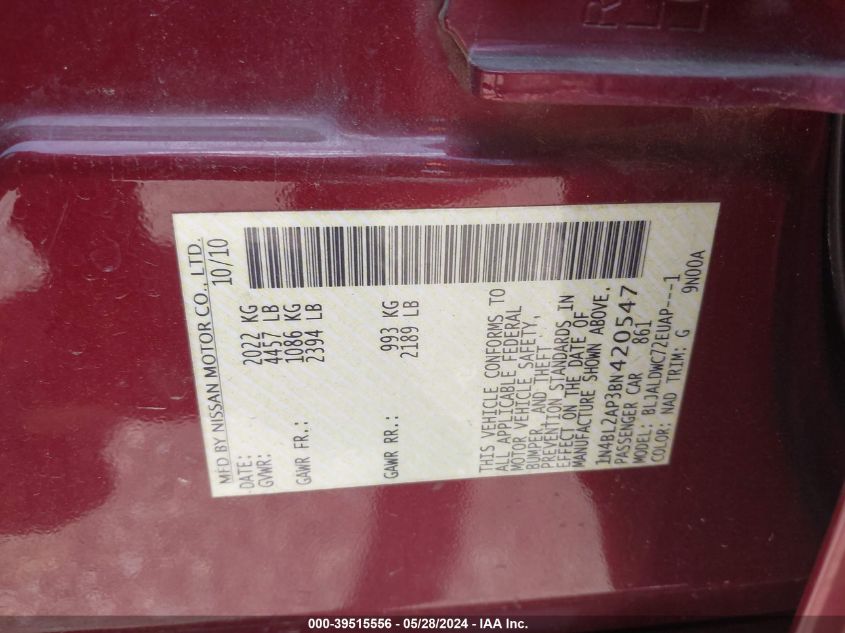 MFD BY NISSAN MOTOR CO., LTD.
DATE: 10/10
GVWR: 2022 KG
4457 LB
GAWR FR.: 1086 KG
2394 LB
GAWR RR.: 993 KG
2189 LB
THIS VEHICLE CONFORMS TO
ALL APPLICABLE FEDERAL
MOTOR VEHICLE SAFETY,
BUMPER, AND THEFT
PREVENTION STANDARDS IN
EFFECT ON THE DATE OF
MANUFACTURE SHOWN ABOVE.
1N4BL2AP3BN420547
PASSENGER CAR 861
MODEL: BLJALDWC7ZEUAP---1
COLOR: NAD TRIM: G 9N00A
000-39515556 - 05/28/2024 - IAA Inc.